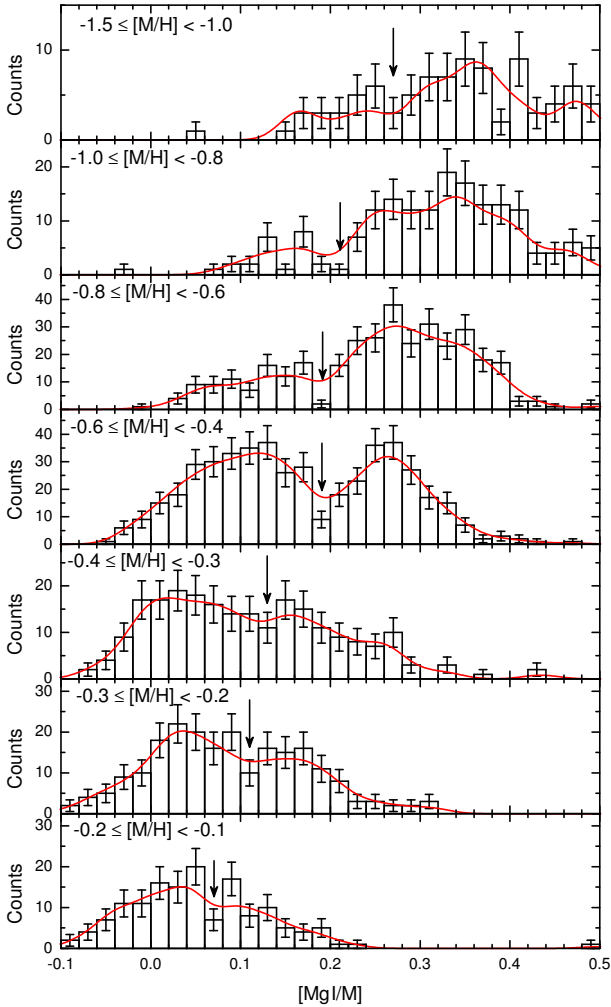 -1.5 ≤ [M/H] < -1.0
10
0
Counts
-1.0 ≤ [M/H] < -0.8
20
10
0
Counts
-0.8 ≤ [M/H] < -0.6
40
30
20
10
0
Counts
-0.6 ≤ [M/H] < -0.4
40
30
20
10
0
Counts
-0.4 ≤ [M/H] < -0.3
20
10
0
Counts
-0.3 ≤ [M/H] < -0.2
30
20
10
0
Counts
-0.2 ≤ [M/H] < -0.1
30
20
10
0
Counts
-0.1 0.0 0.1 0.2 0.3 0.4 0.5
[MgI/M]